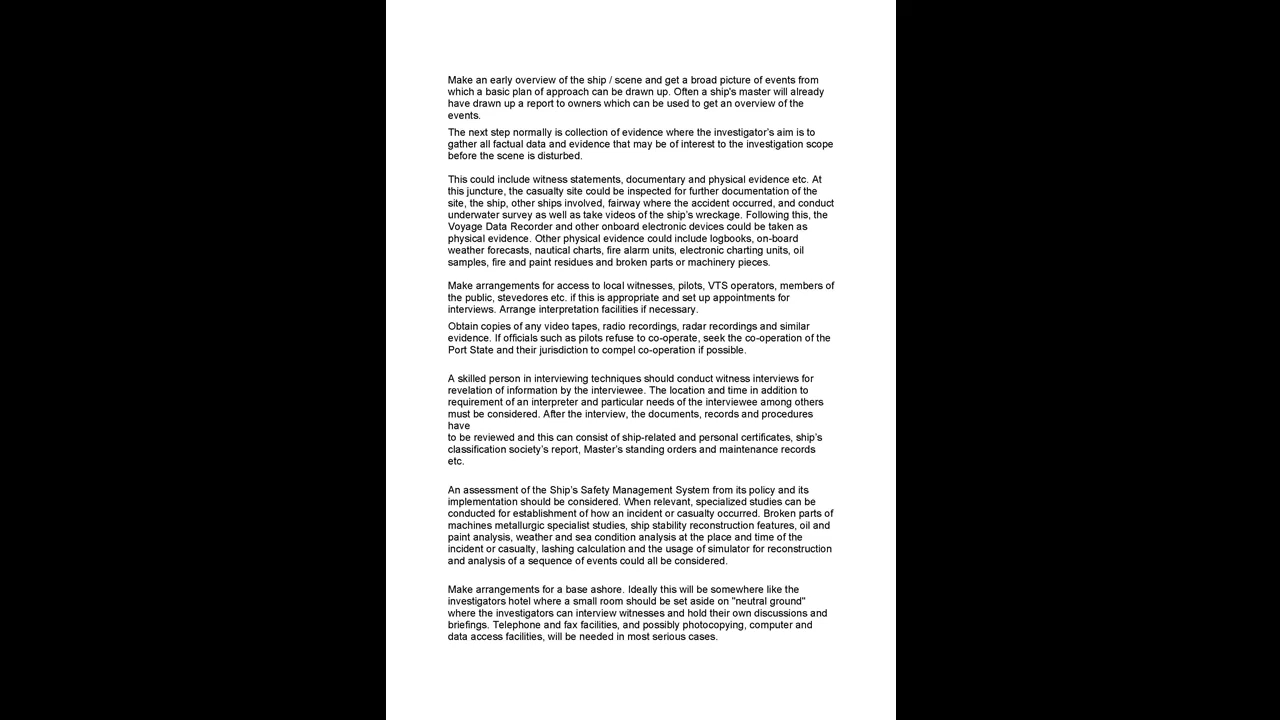 Make an early overview of the ship / scene and get a broad picture of events from
which a basic plan of approach can be drawn up. Often a ship's master will already
have drawn up a report to owners which can be used to get an overview of the
events.
The next step normally is collection of evidence where the investigator’s aim is to
gather all factual data and evidence that may be of interest to the investigation scope
before the scene is disturbed.
This could include witness statements, documentary and physical evidence etc. At
this juncture, the casualty site could be inspected for further documentation of the
site, the ship, other ships involved, fairway where the accident occurred, and conduct
underwater survey as well as take videos of the ship’s wreckage. Following this, the
Voyage Data Recorder and other onboard electronic devices could be taken as
physical evidence. Other physical evidence could include logbooks, on-board
weather forecasts, nautical charts, fire alarm units, electronic charting units, oil
samples, fire and paint residues and broken parts or machinery pieces.
Make arrangements for access to local witnesses, pilots, VTS operators, members of
the public, stevedores etc. if this is appropriate and set up appointments for
interviews. Arrange interpretation facilities if necessary.
Obtain copies of any video tapes, radio recordings, radar recordings and similar
evidence. If officials such as pilots refuse to co-operate, seek the co-operation of the
Port State and their jurisdiction to compel co-operation if possible.
A skilled person in interviewing techniques should conduct witness interviews for
revelation of information by the interviewee. The location and time in addition to
requirement of an interpreter and particular needs of the interviewee among others
must be considered. After the interview, the documents, records and procedures
have
to be reviewed and this can consist of ship-related and personal certificates, ship’s
classification society’s report, Master’s standing orders and maintenance records
etc.
An assessment of the Ship’s Safety Management System from its policy and its
implementation should be considered. When relevant, specialized studies can be
conducted for establishment of how an incident or casualty occurred. Broken parts of
machines metallurgic specialist studies, ship stability reconstruction features, oil and
paint analysis, weather and sea condition analysis at the place and time of the
incident or casualty, lashing calculation and the usage of simulator for reconstruction
and analysis of a sequence of events could all be considered.
Make arrangements for a base ashore. Ideally this will be somewhere like the
investigators hotel where a small room should be set aside on "neutral ground"
where the investigators can interview witnesses and hold their own discussions and
briefings. Telephone and fax facilities, and possibly photocopying, computer and
data access facilities, will be needed in most serious cases.